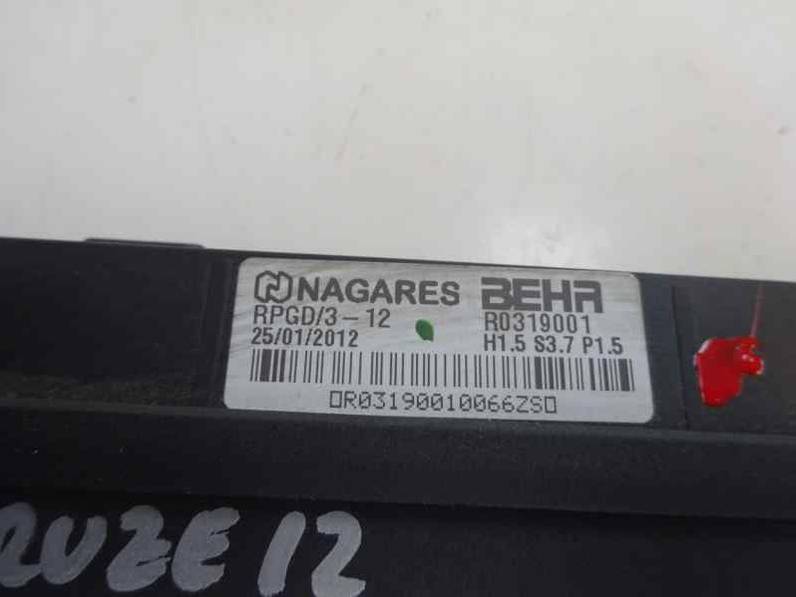 NAGARES BEHR
RPGD/3-12 R0319001
25/01/2012 H1.5 S3.7 P1.5
R03190010066ZS
RUZE 12